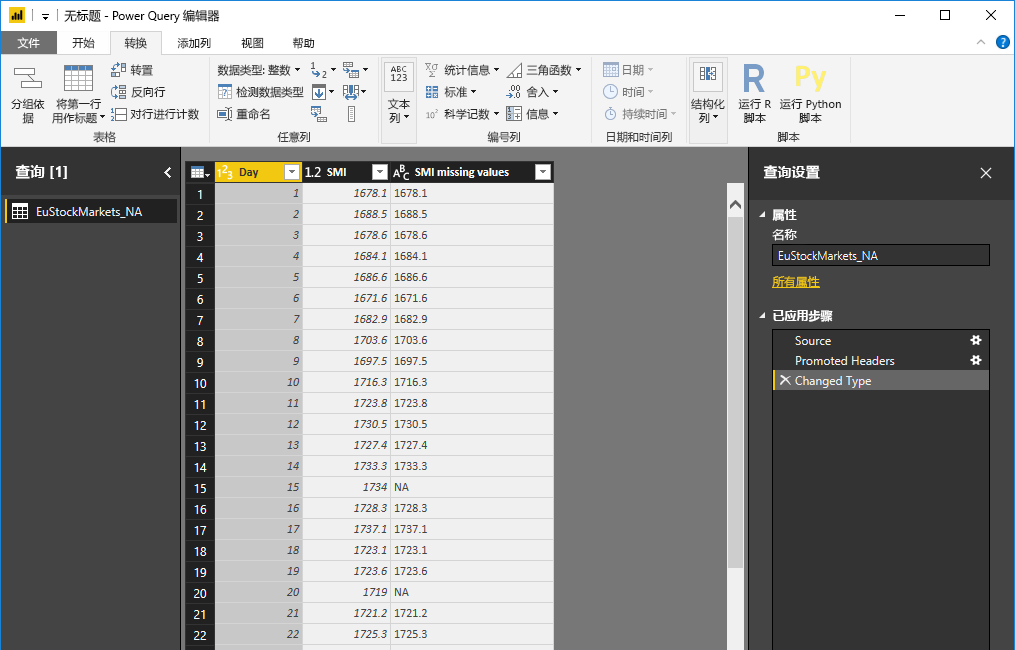 无标题 - Power Query 编辑器
文件 开始 转换 添加列 视图 帮助
分组依据
将第一行用作标题
转置
反向行
对行进行计数
表格
数据类型: 整数
检测数据类型
重命名
任意列
ABC 123
文本列
统计信息
标准
科学记数
三角函数
舍入
信息
编号列
日期
时间
持续时间
日期和时间列
结构化列
R
运行 R 脚本
Py
运行 Python 脚本
脚本
查询 [1]
EuStockMarkets_NA
123 Day 1.2 SMI ABC SMI missing values
1 1 1678.1 1678.1
2 2 1688.5 1688.5
3 3 1678.6 1678.6
4 4 1684.1 1684.1
5 5 1686.6 1686.6
6 6 1671.6 1671.6
7 7 1682.9 1682.9
8 8 1703.6 1703.6
9 9 1697.5 1697.5
10 10 1716.3 1716.3
11 11 1723.8 1723.8
12 12 1730.5 1730.5
13 13 1727.4 1727.4
14 14 1733.3 1733.3
15 15 1734 NA
16 16 1728.3 1728.3
17 17 1737.1 1737.1
18 18 1723.1 1723.1
19 19 1723.6 1723.6
20 20 1719 NA
21 21 1721.2 1721.2
22 22 1725.3 1725.3
查询设置
属性
名称
EuStockMarkets_NA
所有属性
已应用步骤
Source
Promoted Headers
Changed Type